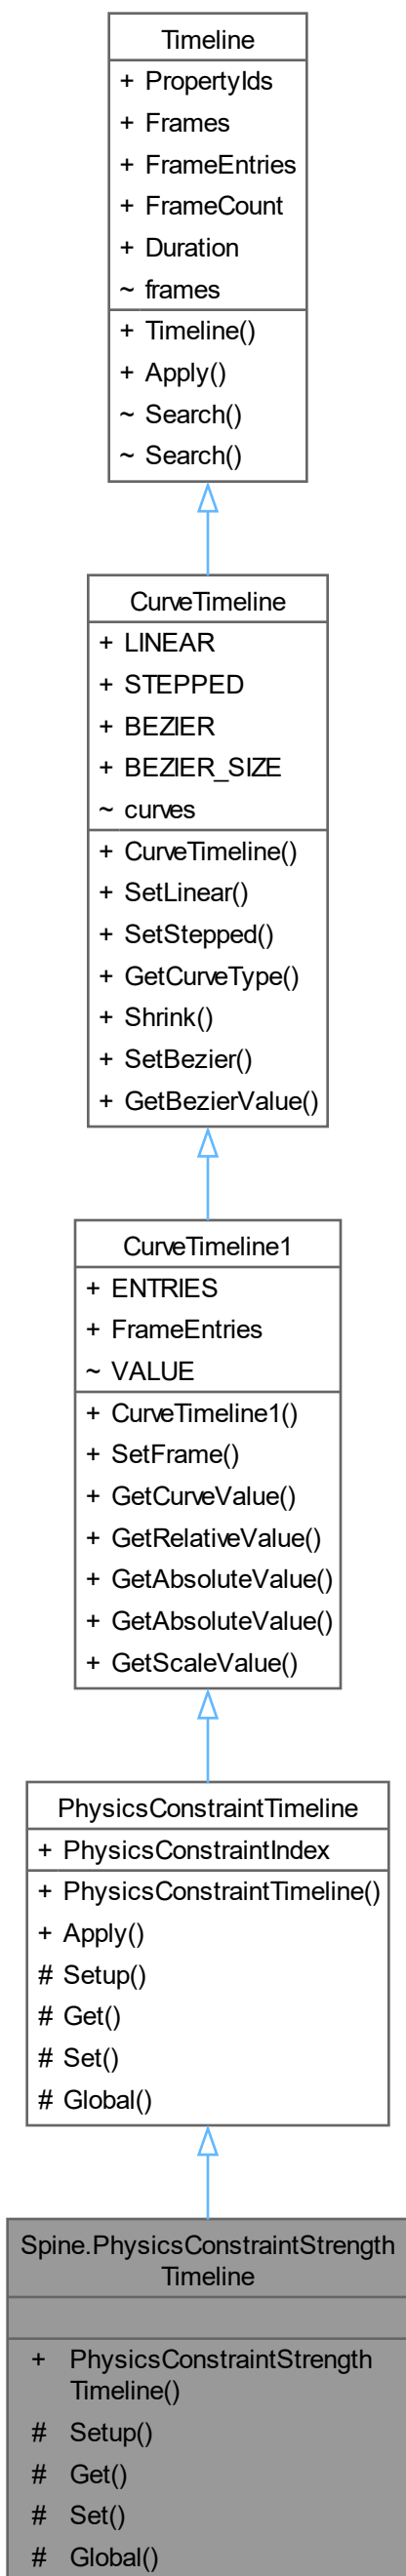 Timeline
+ PropertyIds
+ Frames
+ FrameEntries
+ FrameCount
+ Duration
~ frames
+ Timeline()
+ Apply()
~ Search()
~ Search()
CurveTimeline
+ LINEAR
+ STEPPED
+ BEZIER
+ BEZIER_SIZE
~ curves
+ CurveTimeline()
+ SetLinear()
+ SetStepped()
+ GetCurveType()
+ Shrink()
+ SetBezier()
+ GetBezierValue()
CurveTimeline1
+ ENTRIES
+ FrameEntries
~ VALUE
+ CurveTimeline1()
+ SetFrame()
+ GetCurveValue()
+ GetRelativeValue()
+ GetAbsoluteValue()
+ GetAbsoluteValue()
+ GetScaleValue()
PhysicsConstraintTimeline
+ PhysicsConstraintIndex
+ PhysicsConstraintTimeline()
+ Apply()
# Setup()
# Get()
# Set()
# Global()
Spine.PhysicsConstraintStrength
Timeline
+ PhysicsConstraintStrength
Timeline()
# Setup()
# Get()
# Set()
# Global()